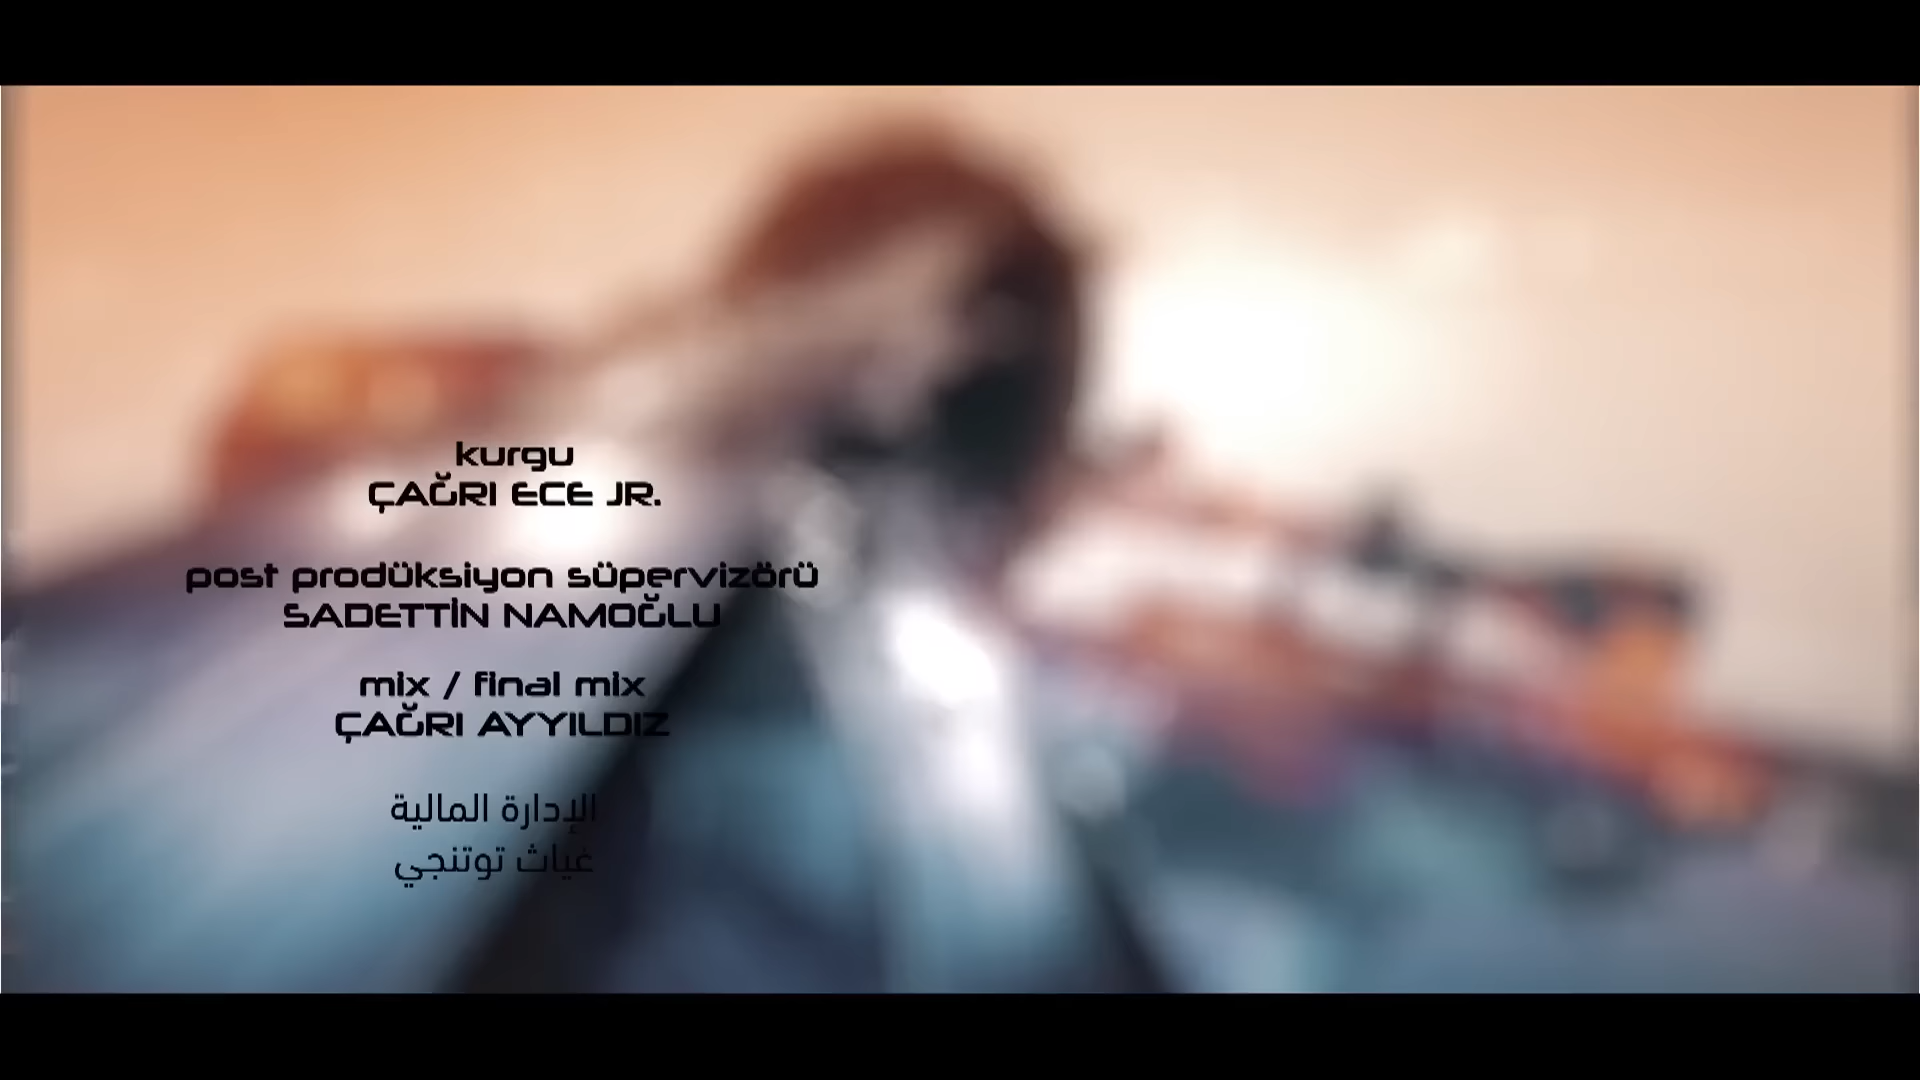 kurgu
ÇAĞRI ECE JR.
post prodüksiyon süpervizörü
SADETTİN NAMOĞLU
mix / final mix
ÇAĞRI AYYILDIZ
الإدارة المالية
غياث توتنجي